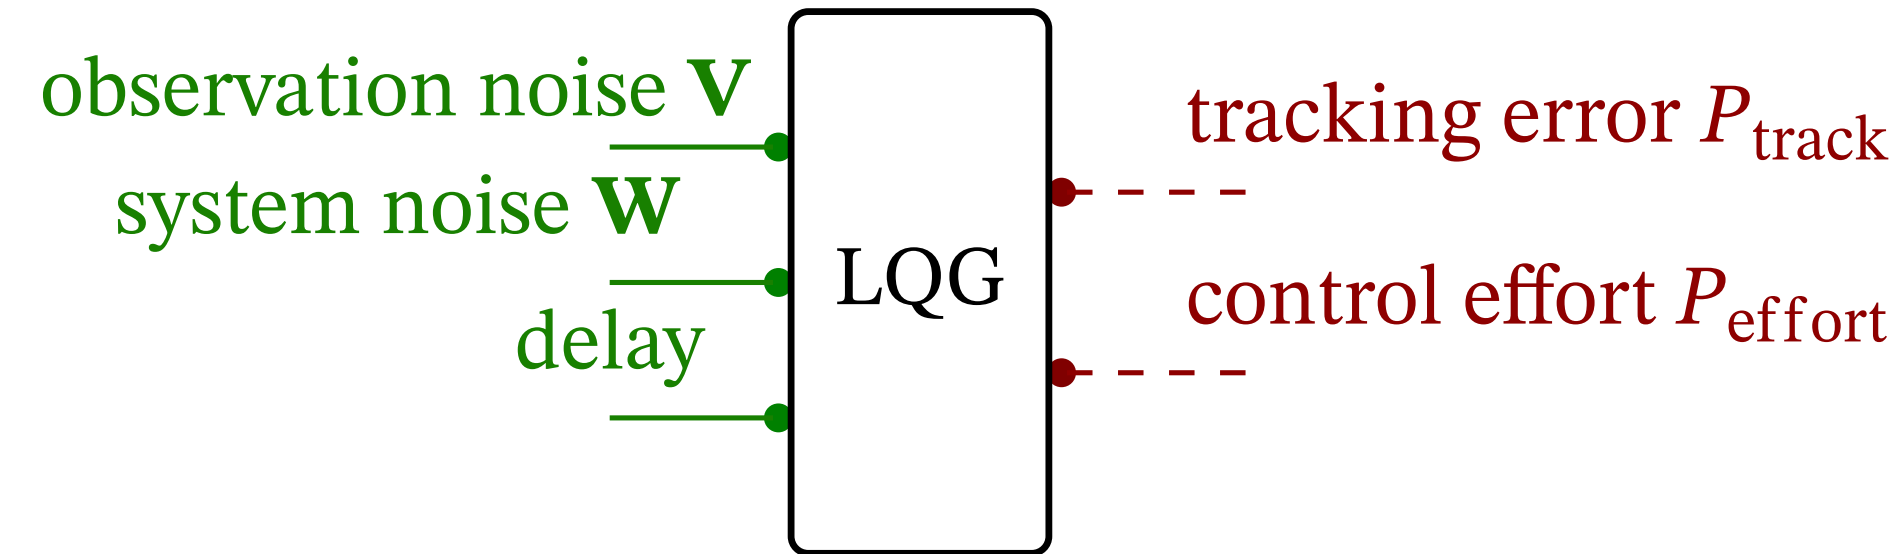 observation noise V
system noise W
delay
LQG
tracking error P_track
control effort P_effort